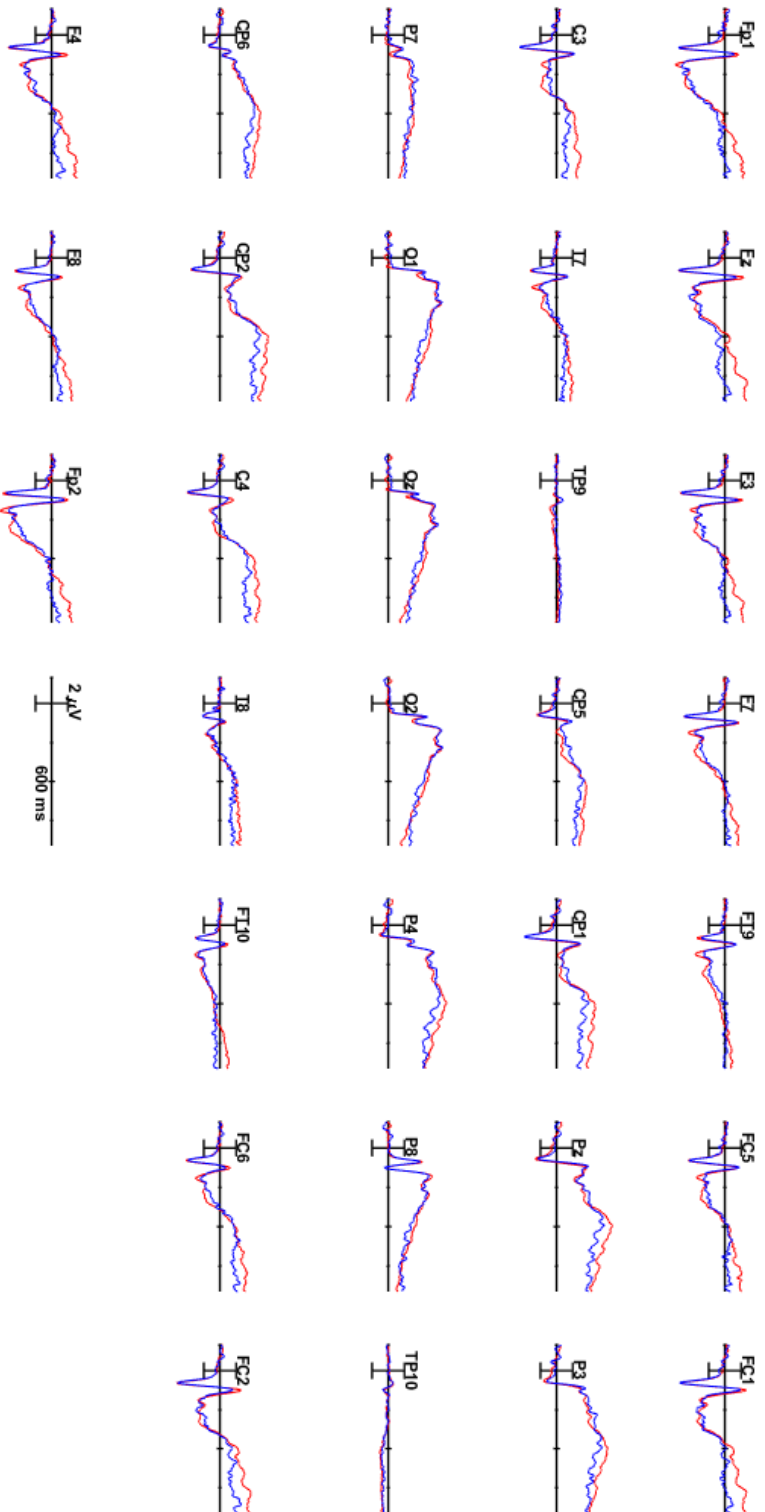 Fp1 Fz F3 F7 FT9 FC5 FC1
C3 T7 TP9 CP5 CP1 Pz P3
P7 O1 Oz O2 P4 P8 TP10
CP6 CP2 C4 T8 FT10 FC6 FC2
F4 F8 Fp2 2 μV
600 ms